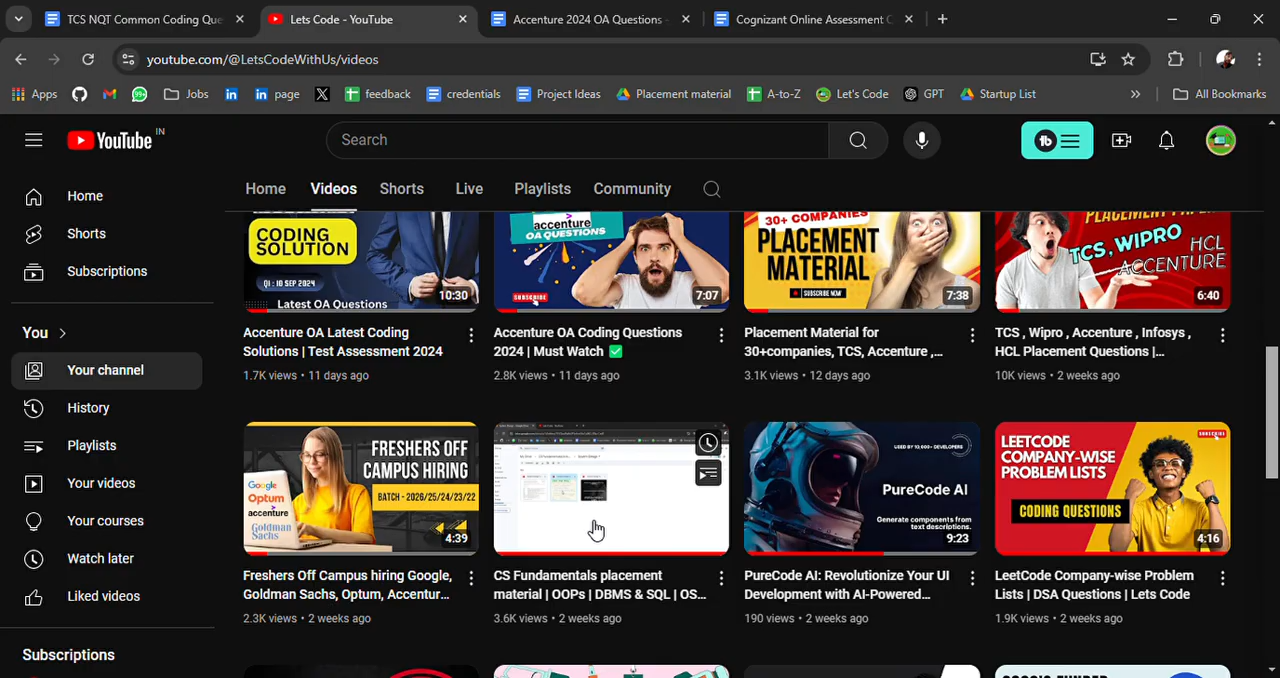 TCS NQT Common Coding Que
Lets Code - YouTube
Accenture 2024 OA Questions -
Cognizant Online Assessment C
youtube.com/@LetsCodeWithUs/videos
Apps
99+
Jobs
page
feedback
credentials
Project Ideas
Placement material
A-to-Z
Let's Code
GPT
Startup List
All Bookmarks
YouTube IN
Search
Home
Videos
Shorts
Live
Playlists
Community
Home
Shorts
Subscriptions
You
Your channel
History
Playlists
Your videos
Your courses
Watch later
Liked videos
Subscriptions
CODING
SOLUTION
Q1 : 10 SEP 2024
Latest OA Questions
10:30
Accenture OA Latest Coding
Solutions | Test Assessment 2024
1.7K views • 11 days ago
accenture
OA QUESTIONS
SUBSCRIBE
7:07
Accenture OA Coding Questions
2024 | Must Watch ✅
2.8K views • 11 days ago
30+ COMPANIES
PLACEMENT
MATERIAL
SUBSCRIBE NOW
7:38
Placement Material for
30+companies, TCS, Accenture ,...
3.1K views • 12 days ago
PLACEMENT PAPER
TCS, WIPRO
HCL
ACCENTURE
6:40
TCS , Wipro , Accenture , Infosys ,
HCL Placement Questions |...
10K views • 2 weeks ago
FRESHERS OFF
CAMPUS HIRING
BATCH - 2026/25/24/23/22
Google
Optum
accenture
Goldman
Sachs
4:39
Freshers Off Campus hiring Google,
Goldman Sachs, Optum, Accentur...
2.3K views • 2 weeks ago
CS Fundamentals placement
material | OOPs | DBMS & SQL | OS...
3.6K views • 2 weeks ago
USED BY 10,000+ DEVELOPERS
PureCode AI
Generate components from
text descriptions.
9:23
PureCode AI: Revolutionize Your UI
Development with AI-Powered...
190 views • 2 weeks ago
LEETCODE
COMPANY-WISE
PROBLEM LISTS
CODING QUESTIONS
SUBSCRIBE
4:16
LeetCode Company-wise Problem
Lists | DSA Questions | Lets Code
1.9K views • 2 weeks ago